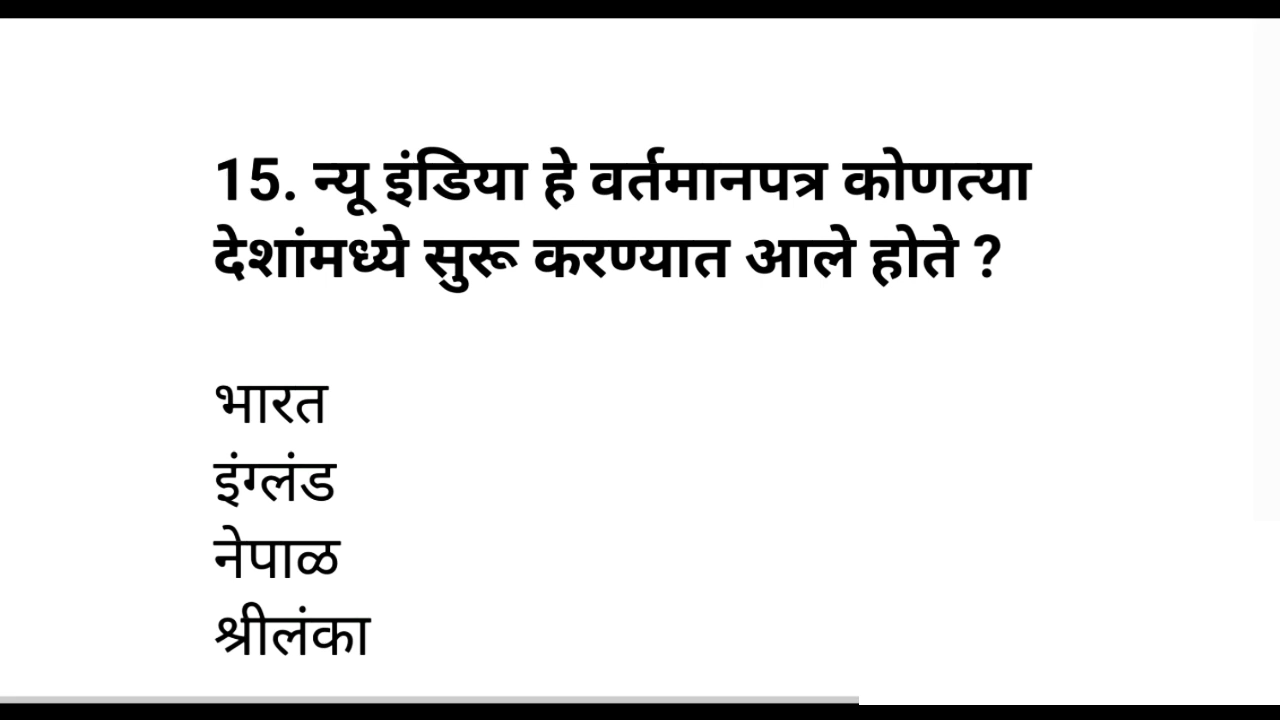 15. न्यू इंडिया हे वर्तमानपत्र कोणत्या
देशांमध्ये सुरू करण्यात आले होते ?
भारत
इंग्लंड
नेपाळ
श्रीलंका